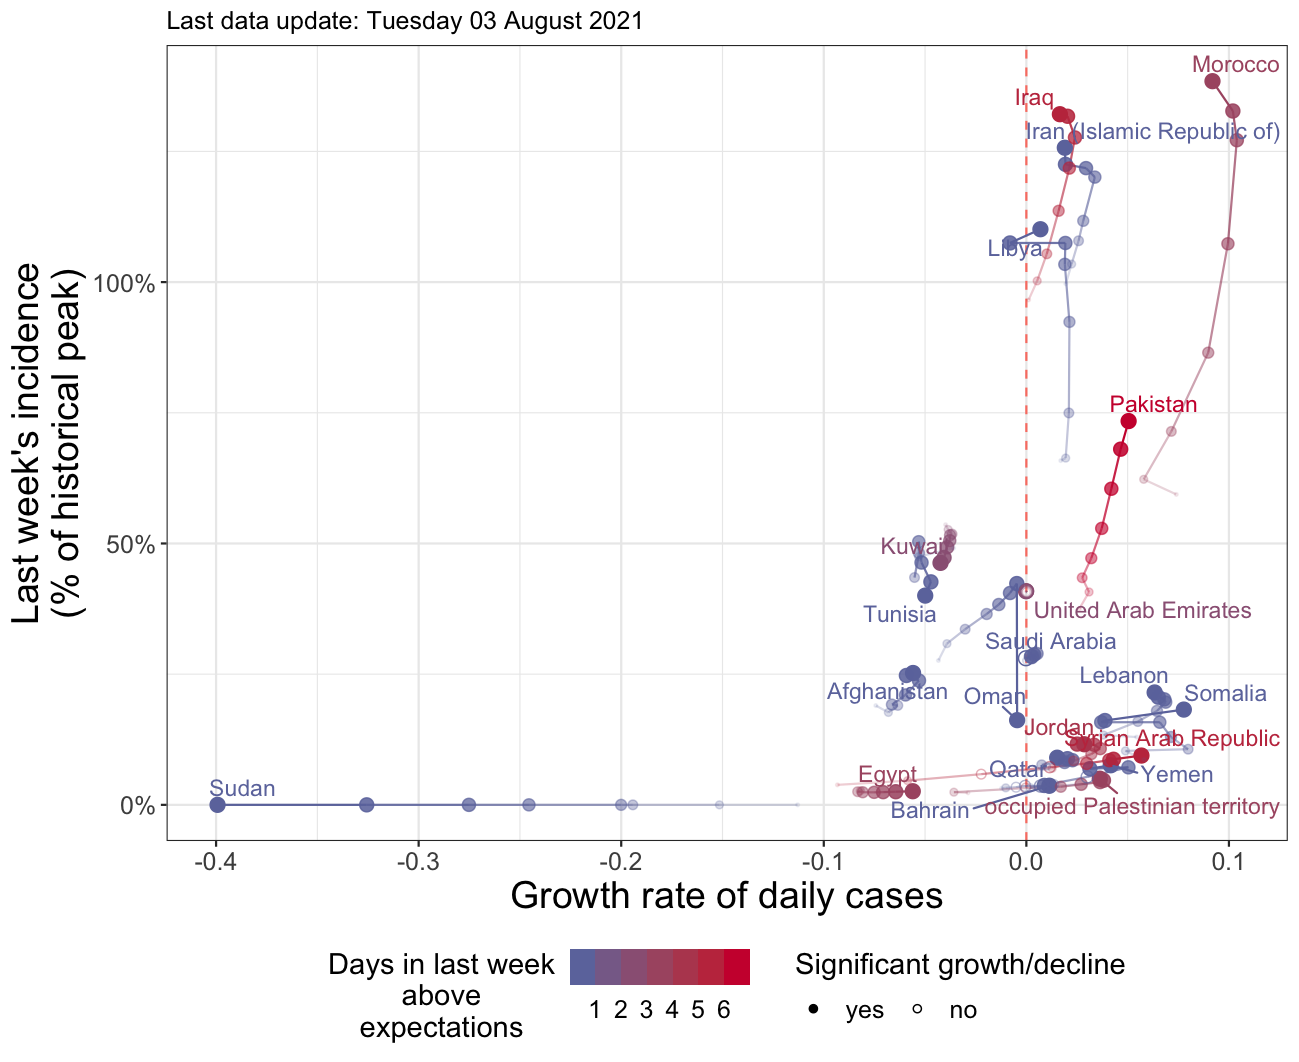 Last data update: Tuesday 03 August 2021
Last week's incidence
(% of historical peak)
100%
50%
0%
Morocco
Iraq
Iran (Islamic Republic of)
Libya
Pakistan
Kuwait
Tunisia
United Arab Emirates
Saudi Arabia
Lebanon
Afghanistan
Oman
Somalia
Jordan
Syrian Arab Republic
Qatar
Egypt
Yemen
Sudan
Bahrain
occupied Palestinian territory
-0.4
-0.3
-0.2
-0.1
0.0
0.1
Growth rate of daily cases
Days in last week
above
expectations
1 2 3 4 5 6
Significant growth/decline
yes
no